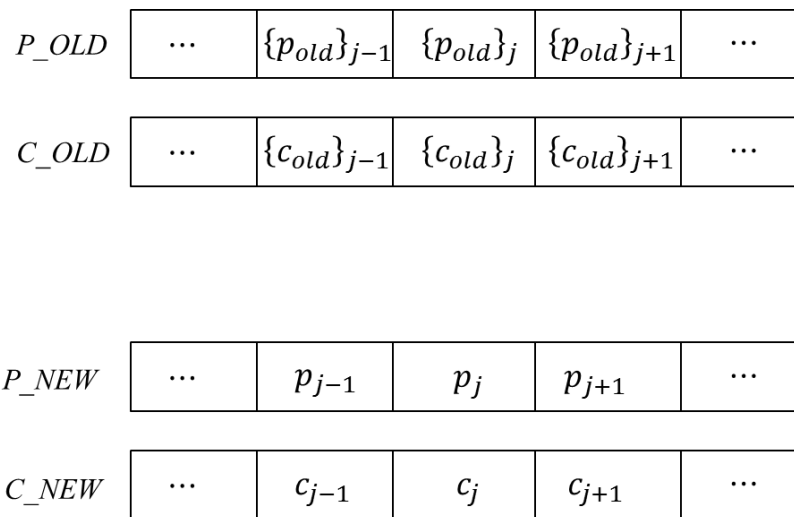 P_OLD ⋯ {p_old}_{j−1} {p_old}_j {p_old}_{j+1} ⋯
C_OLD ⋯ {c_old}_{j−1} {c_old}_j {c_old}_{j+1} ⋯
P_NEW ⋯ p_{j−1} p_j p_{j+1} ⋯
C_NEW ⋯ c_{j−1} c_j c_{j+1} ⋯